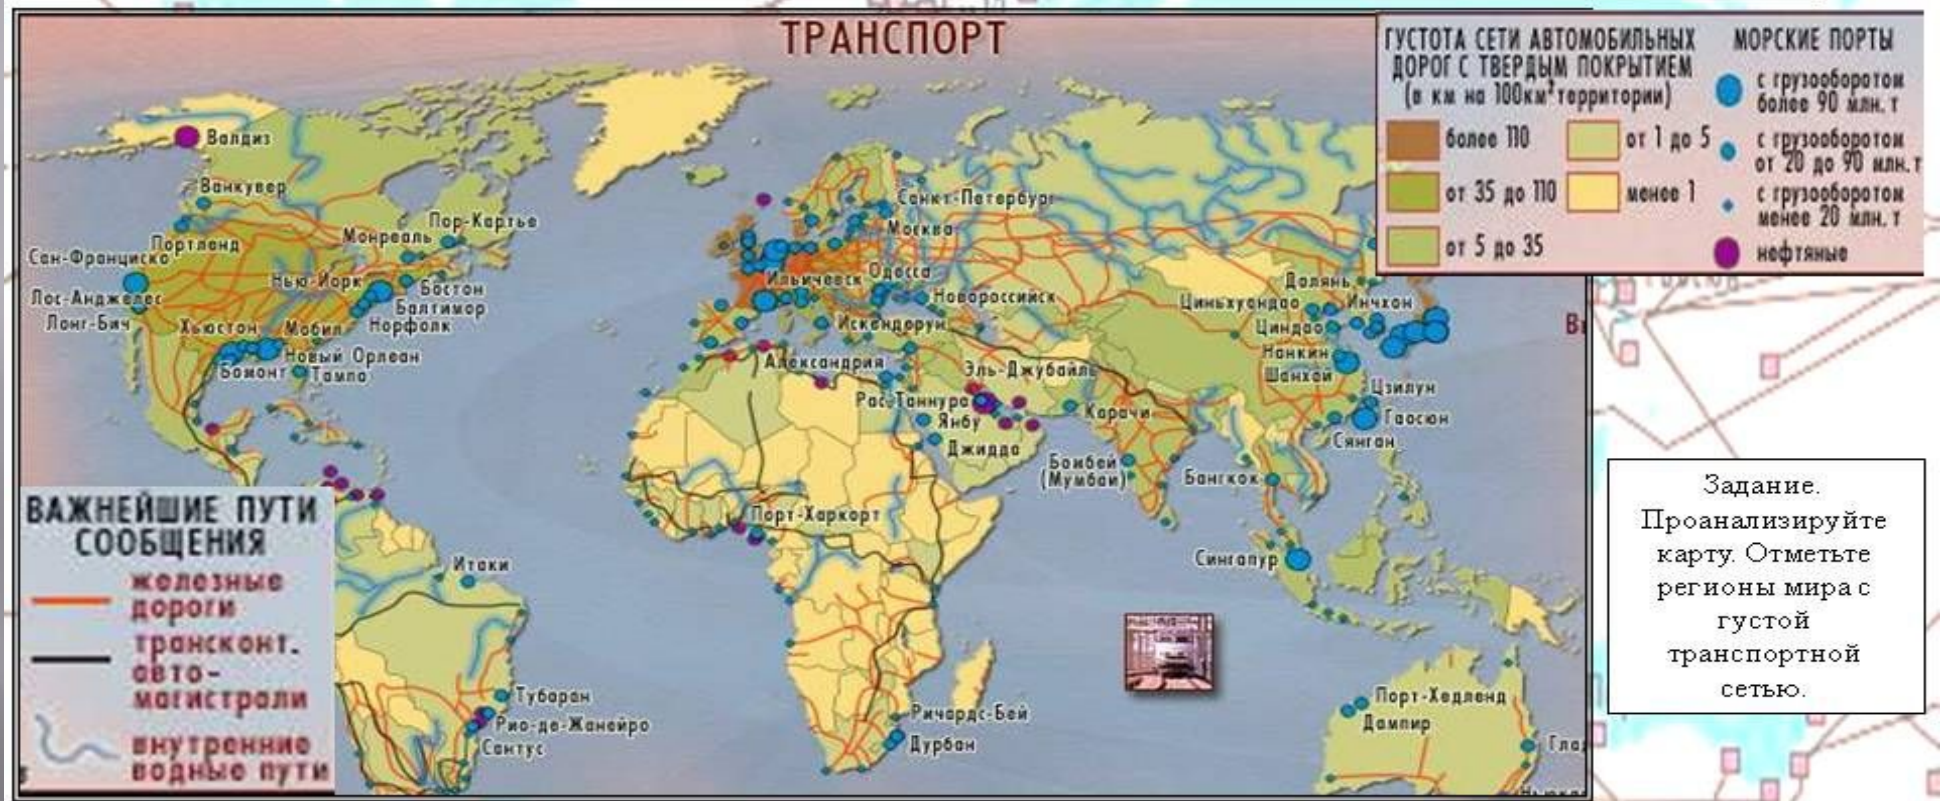 ТРАНСПОРТ
ГУСТОТА СЕТИ АВТОМОБИЛЬНЫХ
ДОРОГ С ТВЕРДЫМ ПОКРЫТИЕМ
(в км на 100км² территории)
более 110
от 35 до 110
от 5 до 35
от 1 до 5
менее 1
МОРСКИЕ ПОРТЫ
с грузооборотом
более 90 млн. т
с грузооборотом
от 20 до 90 млн. т
с грузооборотом
менее 20 млн. т
нефтяные
Валдиз
Ванкувер
Портленд
Сан-Франциско
Лос-Анджелес
Лонг-Бич
Монреаль
Пор-Картье
Нью-Йорк
Бостон
Балтимор
Норфолк
Хьюстон
Мобил
Новый Орлеан
Бомонт
Тампа
Санкт-Петербург
Москва
Ильичевск
Одесса
Новороссийск
Искендерун
Александрия
Эль-Джубайль
Рас-Таннура
Янбу
Джидда
Карачи
Бомбей
(Мумбаи)
Бангкок
Сингапур
Далянь
Циньхуандао
Инчхон
Циндао
Нанкин
Шанхай
Цзилун
Гаосюн
Сянган
Порт-Харкорт
Итаки
Тубаран
Рио-де-Жанейро
Сантус
Ричардс-Бей
Дурбан
Порт-Хедленд
Дампир
Гла
ВАЖНЕЙШИЕ ПУТИ
СООБЩЕНИЯ
железные
дороги
трансконт.
авто-
магистрали
внутренние
водные пути
Задание.
Проанализируйте
карту. Отметьте
регионы мира с
густой
транспортной
сетью.